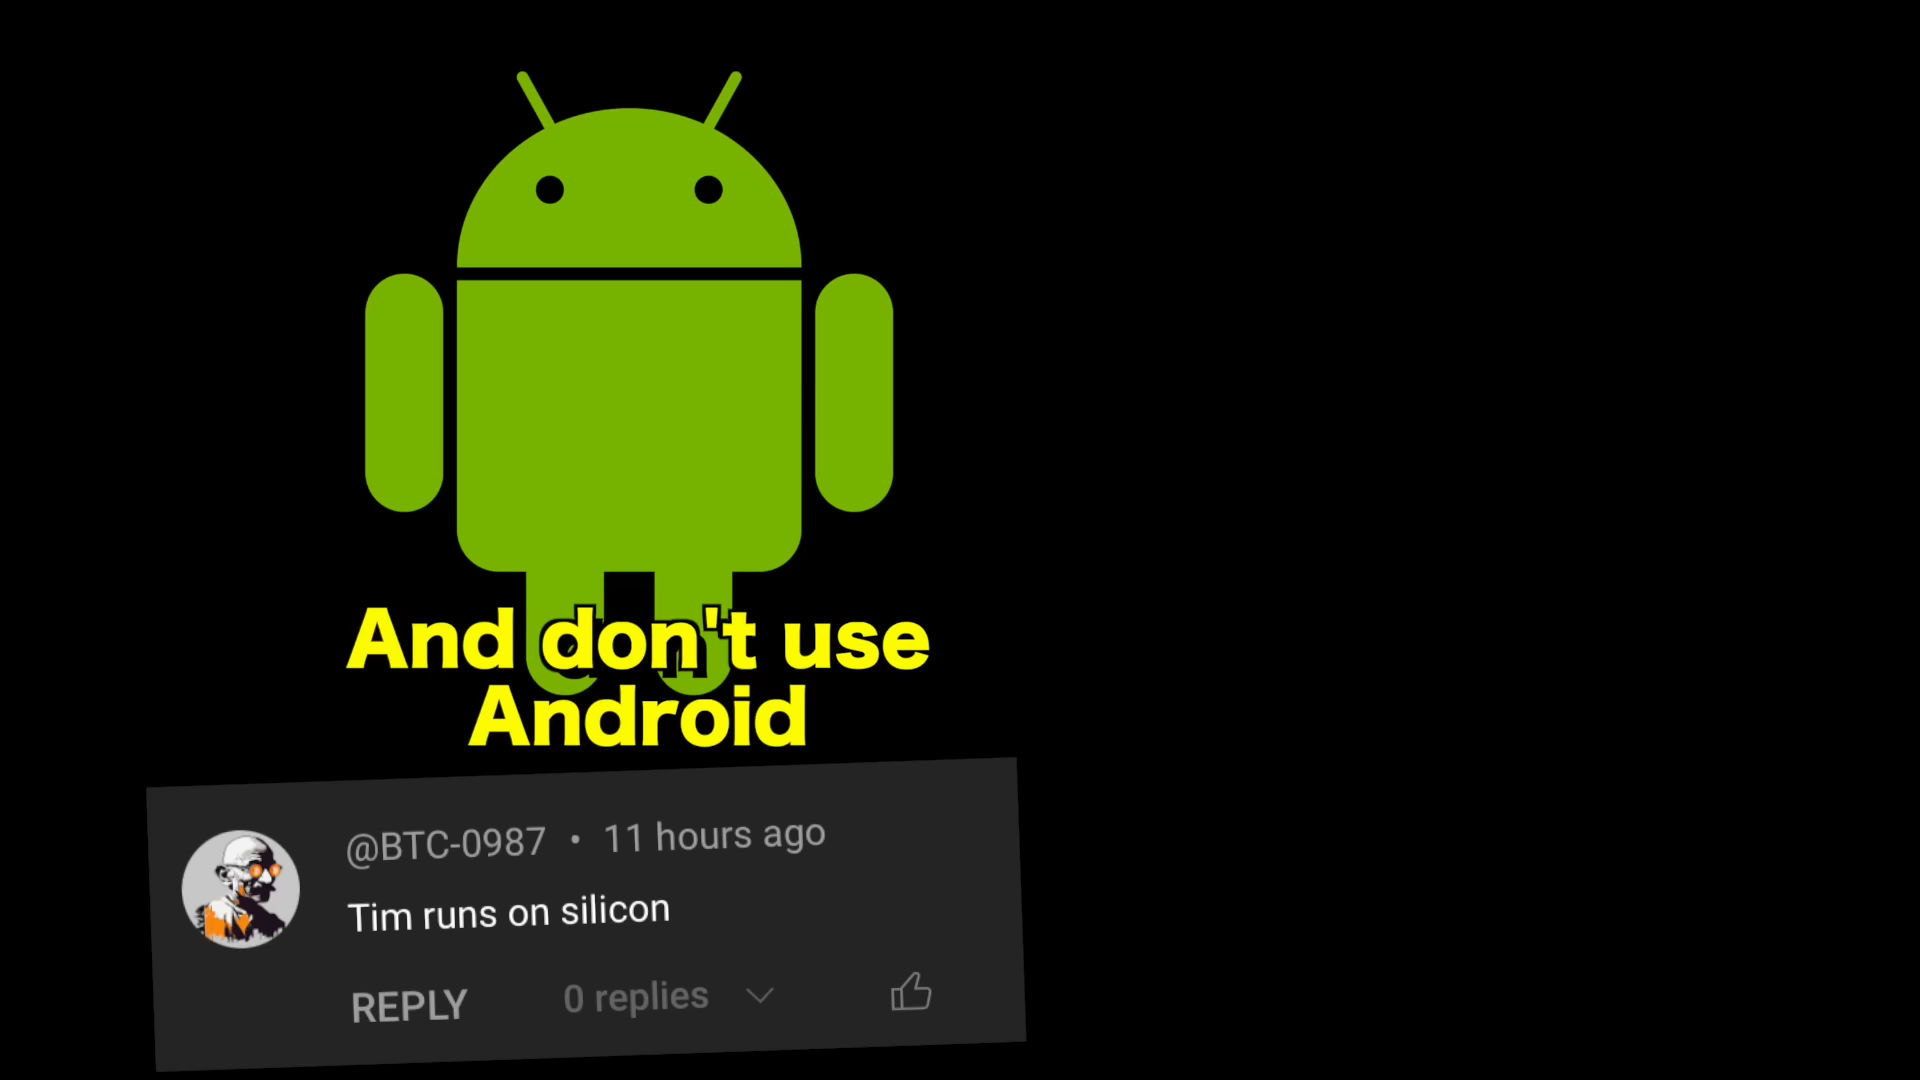 And don't use
Android
@BTC-0987 • 11 hours ago
Tim runs on silicon
REPLY 0 replies